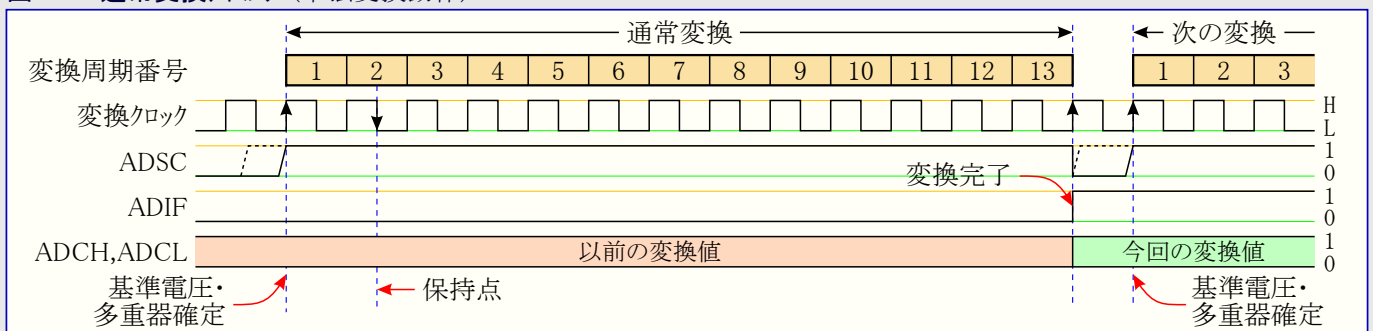 通常変換
次の変換
変換周期番号
1 2 3 4 5 6 7 8 9 10 11 12 13
1 2 3
変換ｸﾛｯｸ
H
L
ADSC
1
0
変換完了
ADIF
1
0
ADCH,ADCL
以前の変換値
今回の変換値
1
0
基準電圧・
多重器確定
保持点
基準電圧・
多重器確定